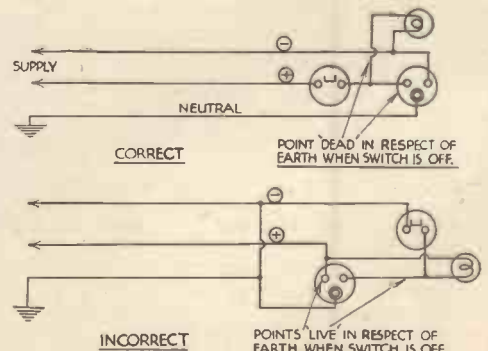 ⊖
SUPPLY
⊕
NEUTRAL
CORRECT
POINT DEAD IN RESPECT OF
EARTH WHEN SWITCH IS OFF.
⊖
⊕
INCORRECT
POINTS 'LIVE' IN RESPECT OF
EARTH WHEN SWITCH IS OFF